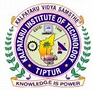 KALPATARU VIDYA SAMSTHE
KALPATARU INSTITUTE OF TECHNOLOGY
TIPTUR
KNOWLEDGE IS POWER